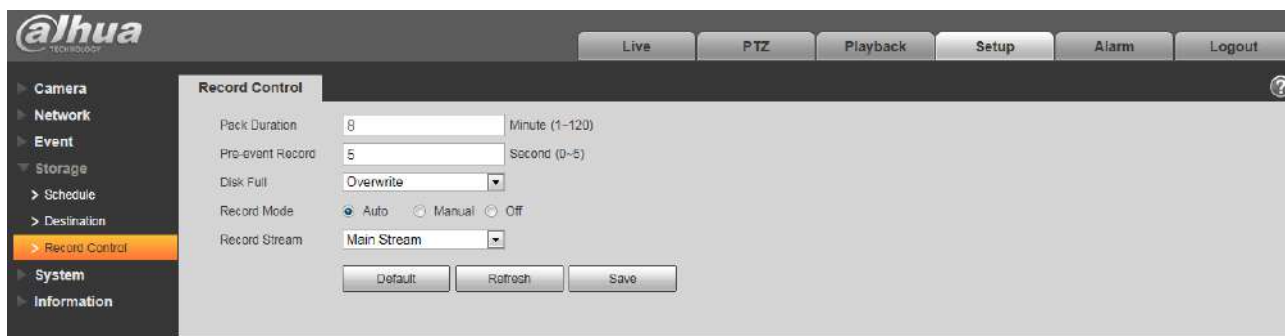 alhua
TECHNOLOGY
Live PTZ Playback Setup Alarm Logout
Camera
Network
Event
Storage
> Schedule
> Destination
> Record Control
System
Information
Record Control
?
Pack Duration 8 Minute (1~120)
Pre-event Record 5 Second (0~5)
Disk Full Overwrite
Record Mode Auto Manual Off
Record Stream Main Stream
Default Refresh Save